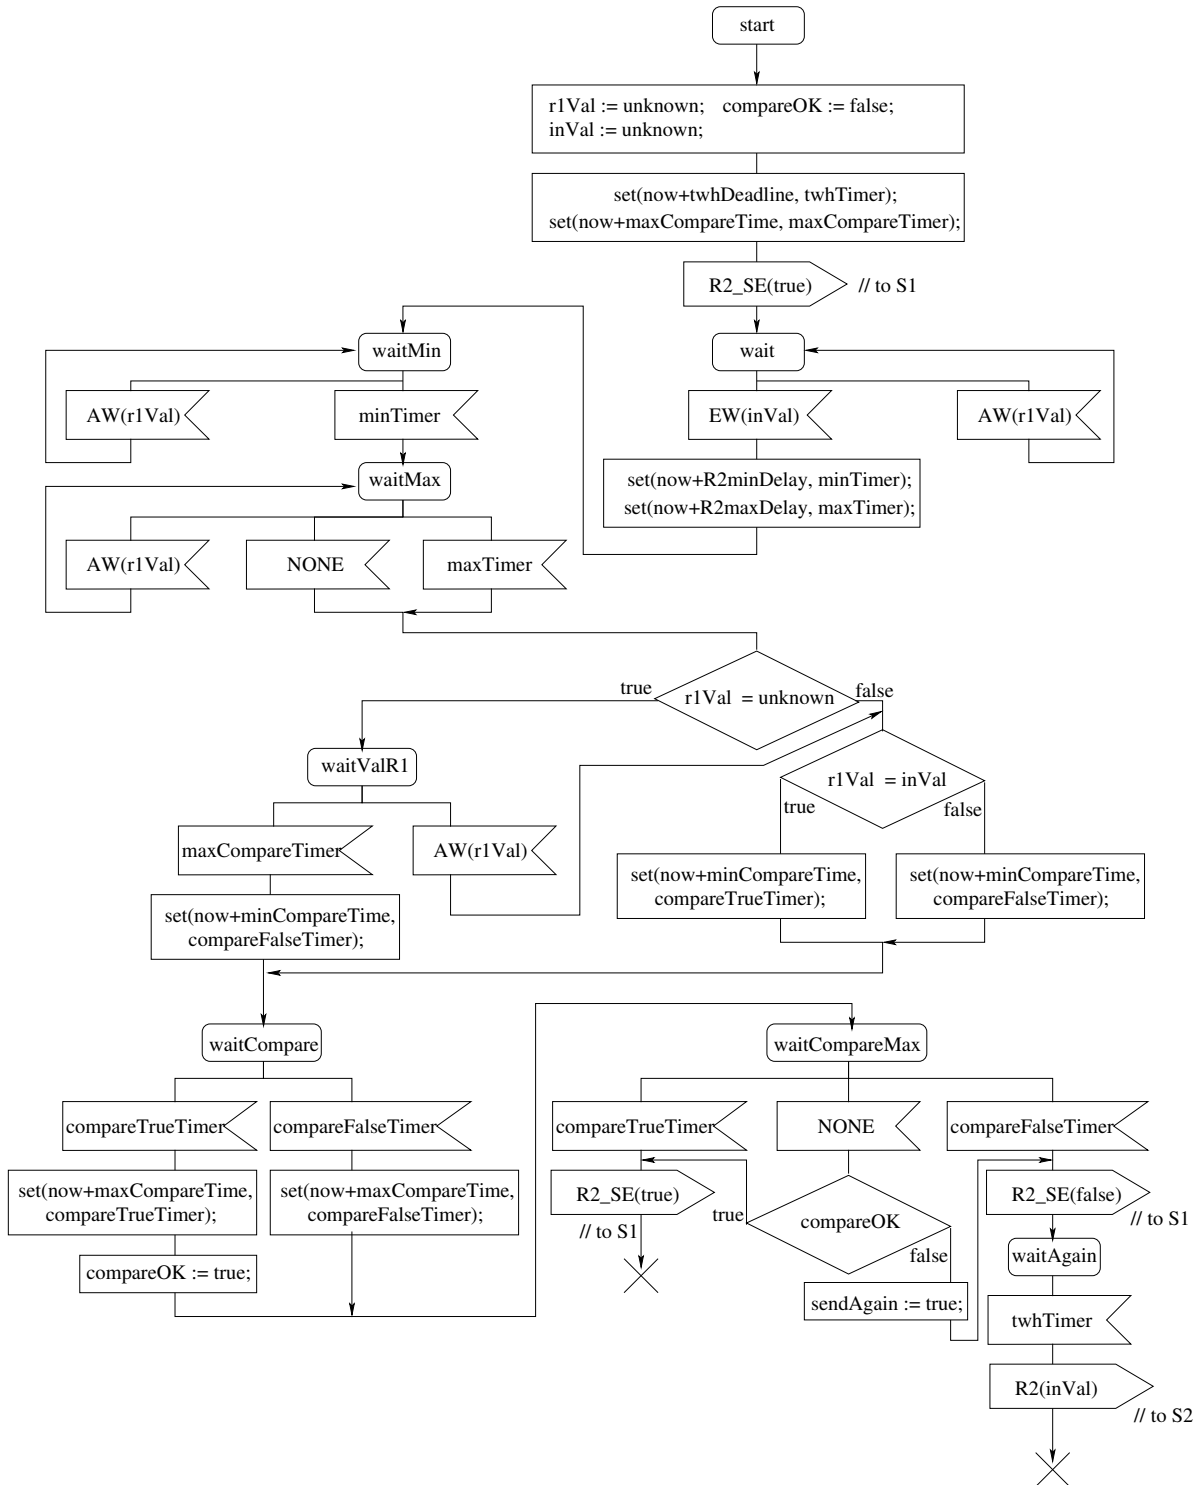 start
r1Val := unknown; compareOK := false;
inVal := unknown;
set(now+twhDeadline, twhTimer);
set(now+maxCompareTime, maxCompareTimer);
R2_SE(true) // to S1
waitMin
wait
AW(r1Val)
minTimer
EW(inVal)
AW(r1Val)
waitMax
set(now+R2minDelay, minTimer);
set(now+R2maxDelay, maxTimer);
AW(r1Val)
NONE
maxTimer
true
r1Val = unknown
false
waitValR1
r1Val = inVal
true
false
maxCompareTimer
AW(r1Val)
set(now+minCompareTime,
compareTrueTimer);
set(now+minCompareTime,
compareFalseTimer);
set(now+minCompareTime,
compareFalseTimer);
waitCompare
waitCompareMax
compareTrueTimer
compareFalseTimer
compareTrueTimer
NONE
compareFalseTimer
set(now+maxCompareTime,
compareTrueTimer);
set(now+maxCompareTime,
compareFalseTimer);
R2_SE(true)
// to S1
true
compareOK
false
R2_SE(false)
// to S1
waitAgain
compareOK := true;
sendAgain := true;
twhTimer
R2(inVal)
// to S2